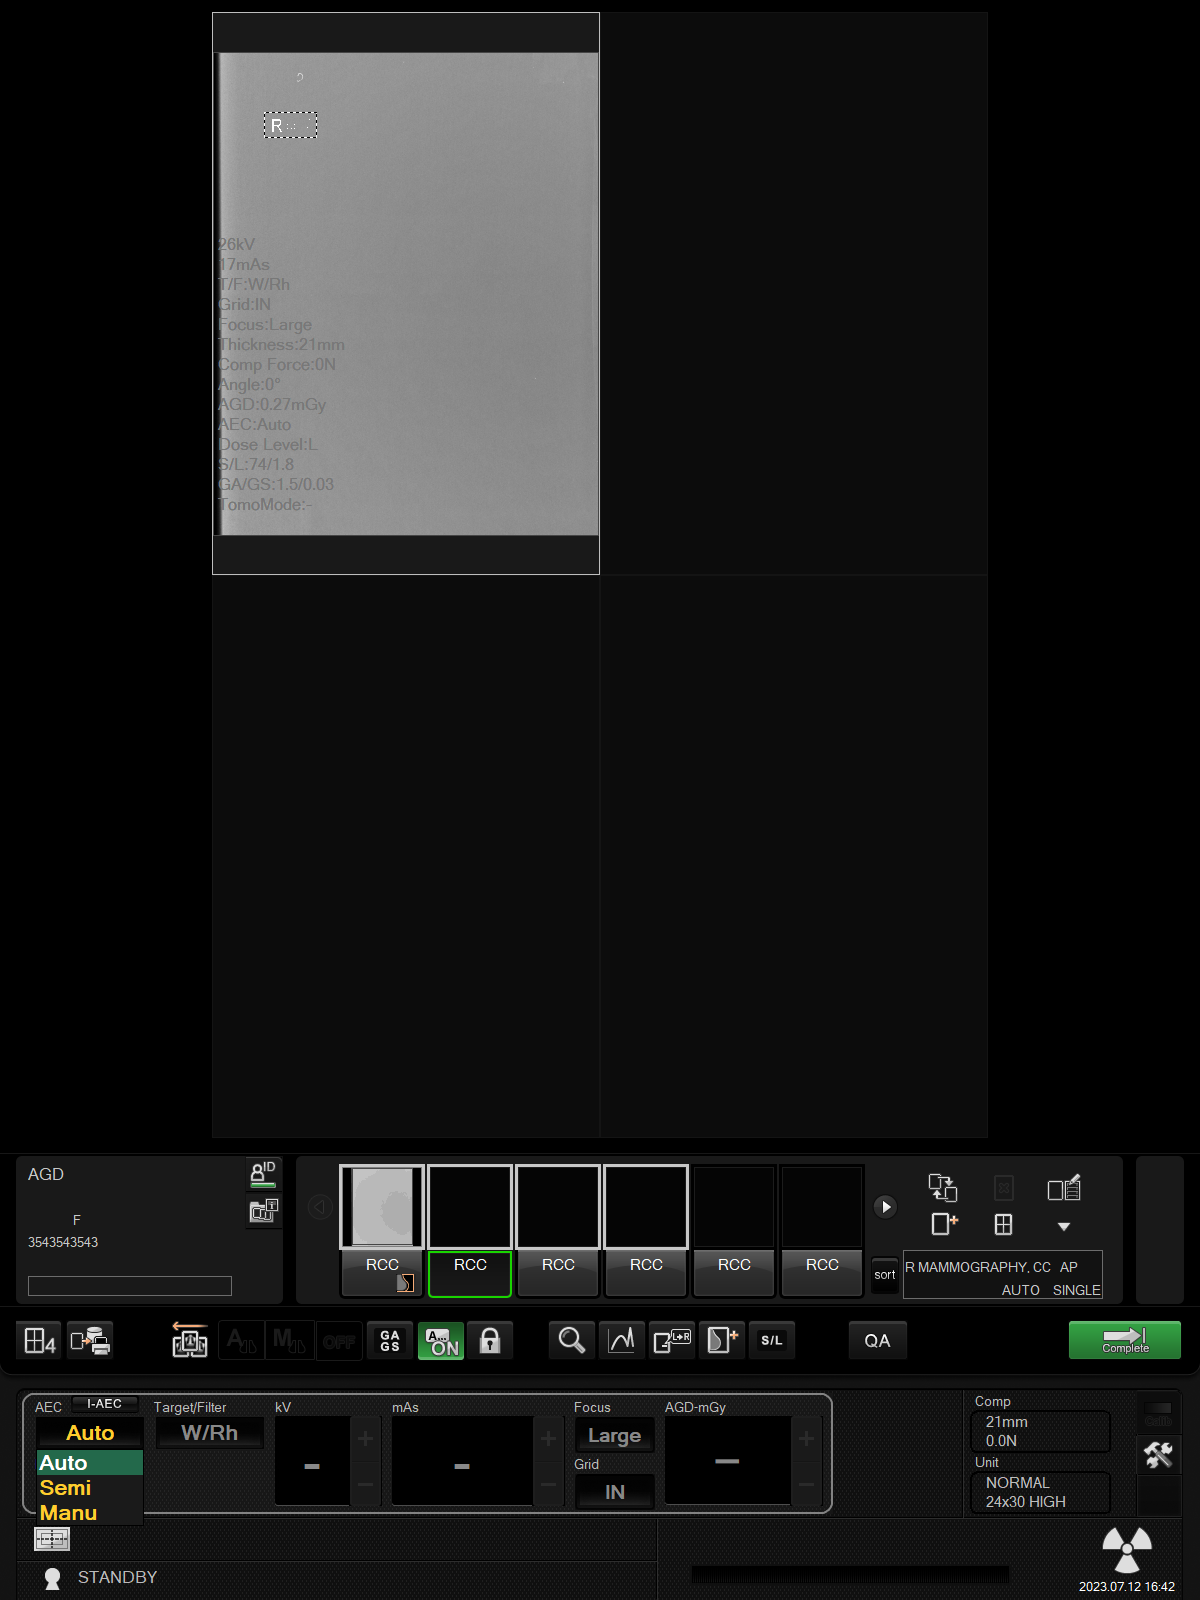 R
26kV
17mAs
T/F:W/Rh
Grid:IN
Focus:Large
Thickness:21mm
Comp Force:0N
Angle:0°
AGD:0.27mGy
AEC:Auto
Dose Level:L
S/L:74/1.8
GA/GS:1.5/0.03
TomoMode:-
AGD
F
3543543543
ID
T
RCC
RCC
RCC
RCC
RCC
RCC
sort
R MAMMOGRAPHY, CC AP
AUTO SINGLE
4
A
M
OFF
GA
GS
A...
ON
L→R
S/L
QA
Complete
AEC
I-AEC
Auto
Auto
Semi
Manu
Target/Filter
W/Rh
kV
–
mAs
–
Focus
Large
Grid
IN
AGD-mGy
—
Comp
21mm
0.0N
Unit
NORMAL
24x30 HIGH
STANDBY
2023.07.12 16:42